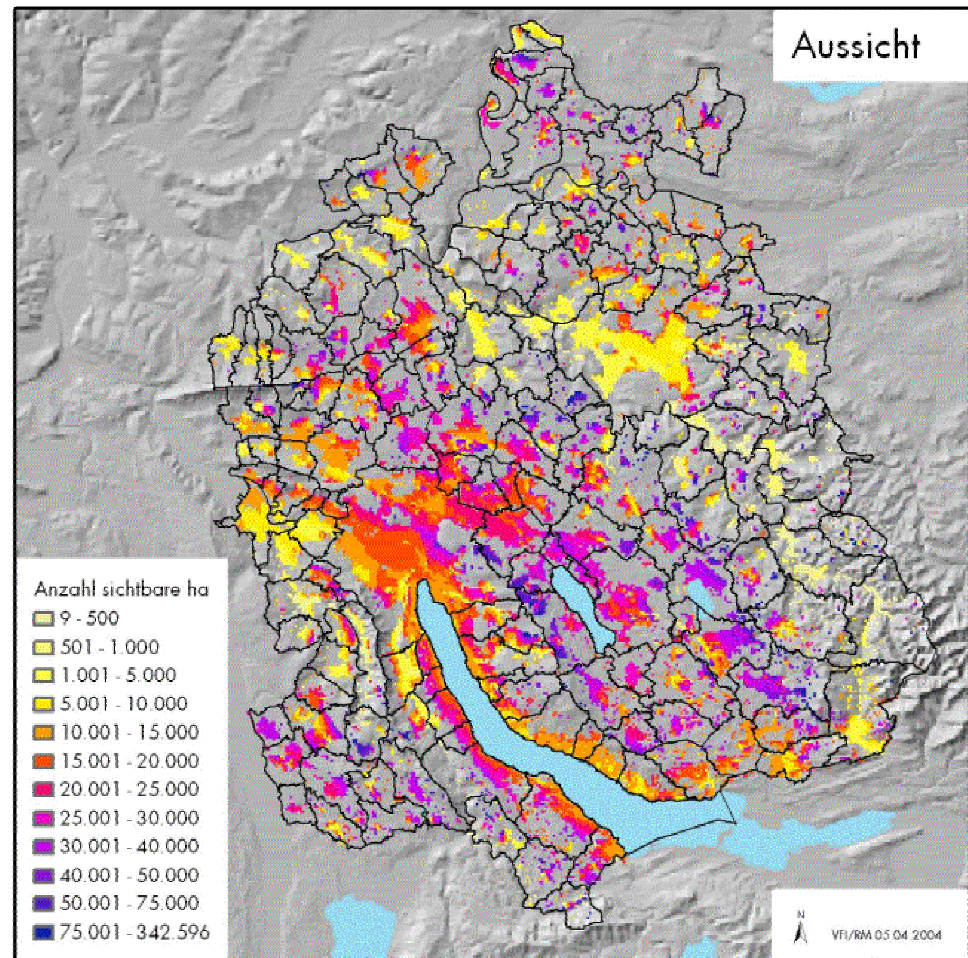 Aussicht
Anzahl sichtbare ha
9 - 500
501 - 1.000
1.001 - 5.000
5.001 - 10.000
10.001 - 15.000
15.001 - 20.000
20.001 - 25.000
25.001 - 30.000
30.001 - 40.000
40.001 - 50.000
50.001 - 75.000
75.001 - 342.596
N
VFI/RM 05.04.2004